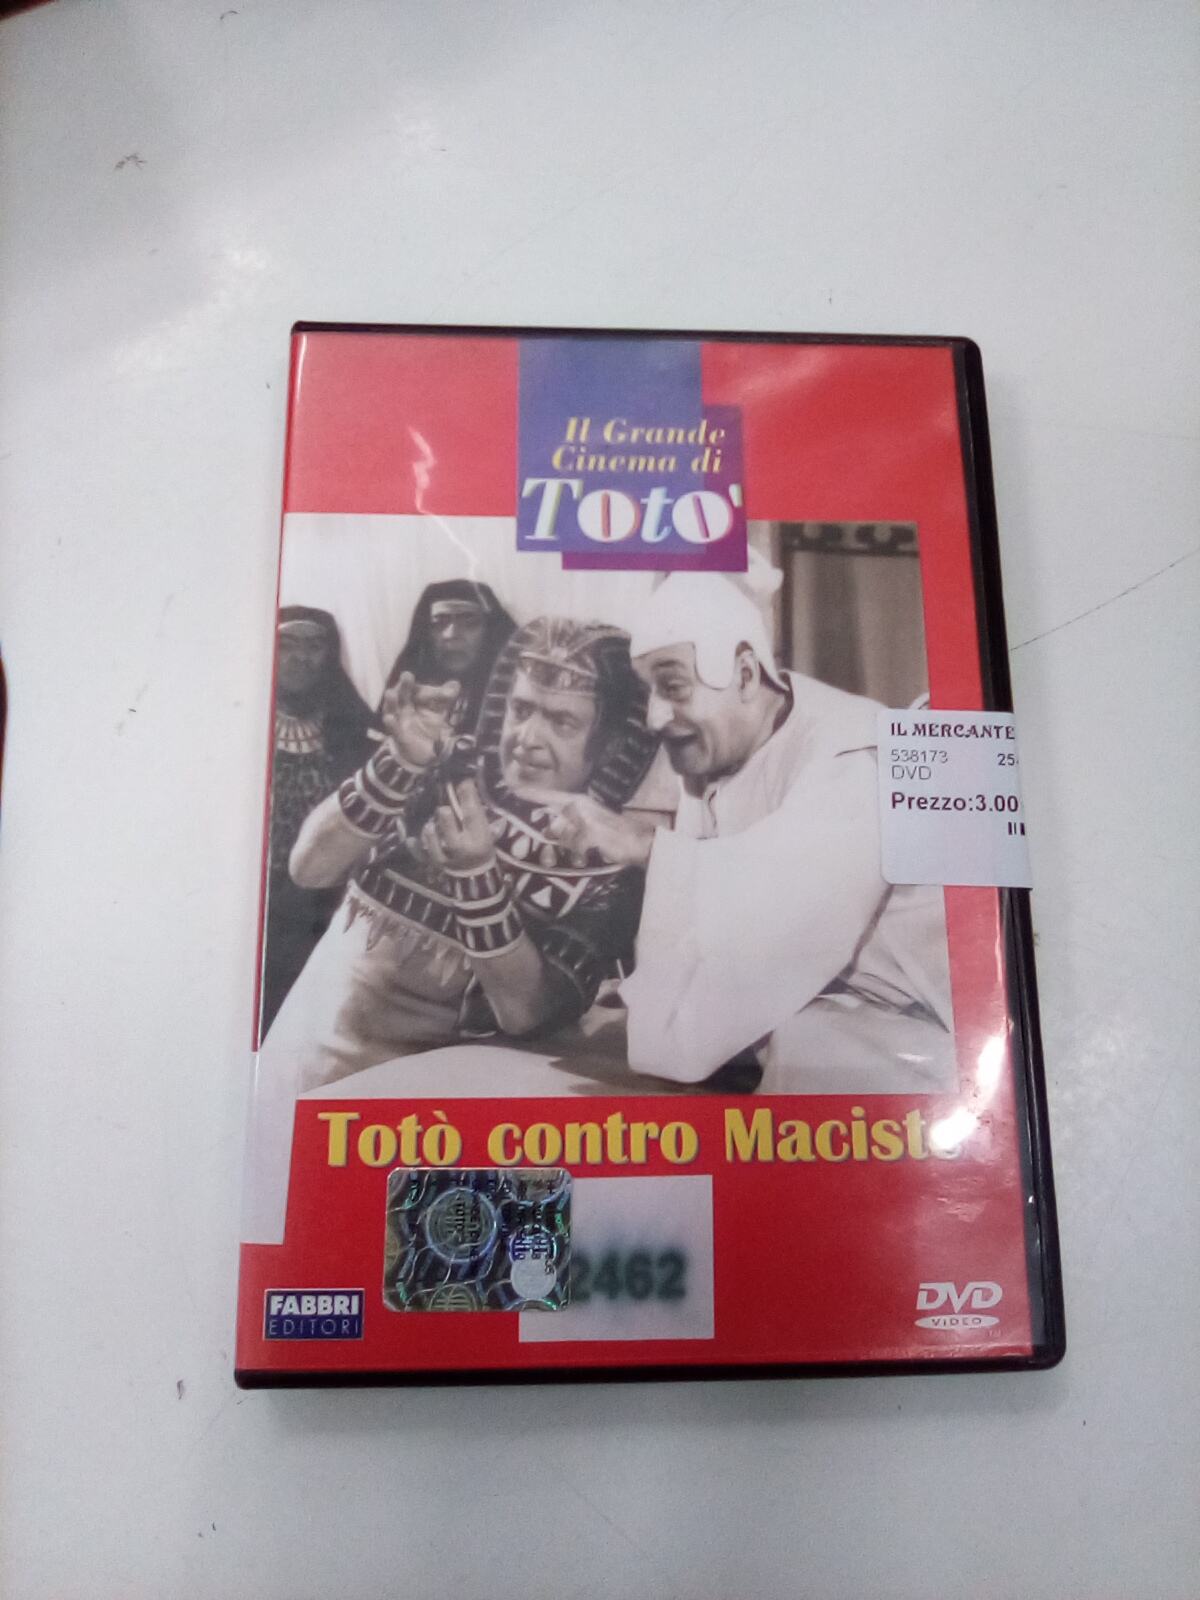 Il Grande
Cinema di
Totò
IL MERCANTE
538173 25
DVD
Prezzo:3.00
Totò contro Maciste
2462
FABBRI
EDITORI
DVD
VIDEO